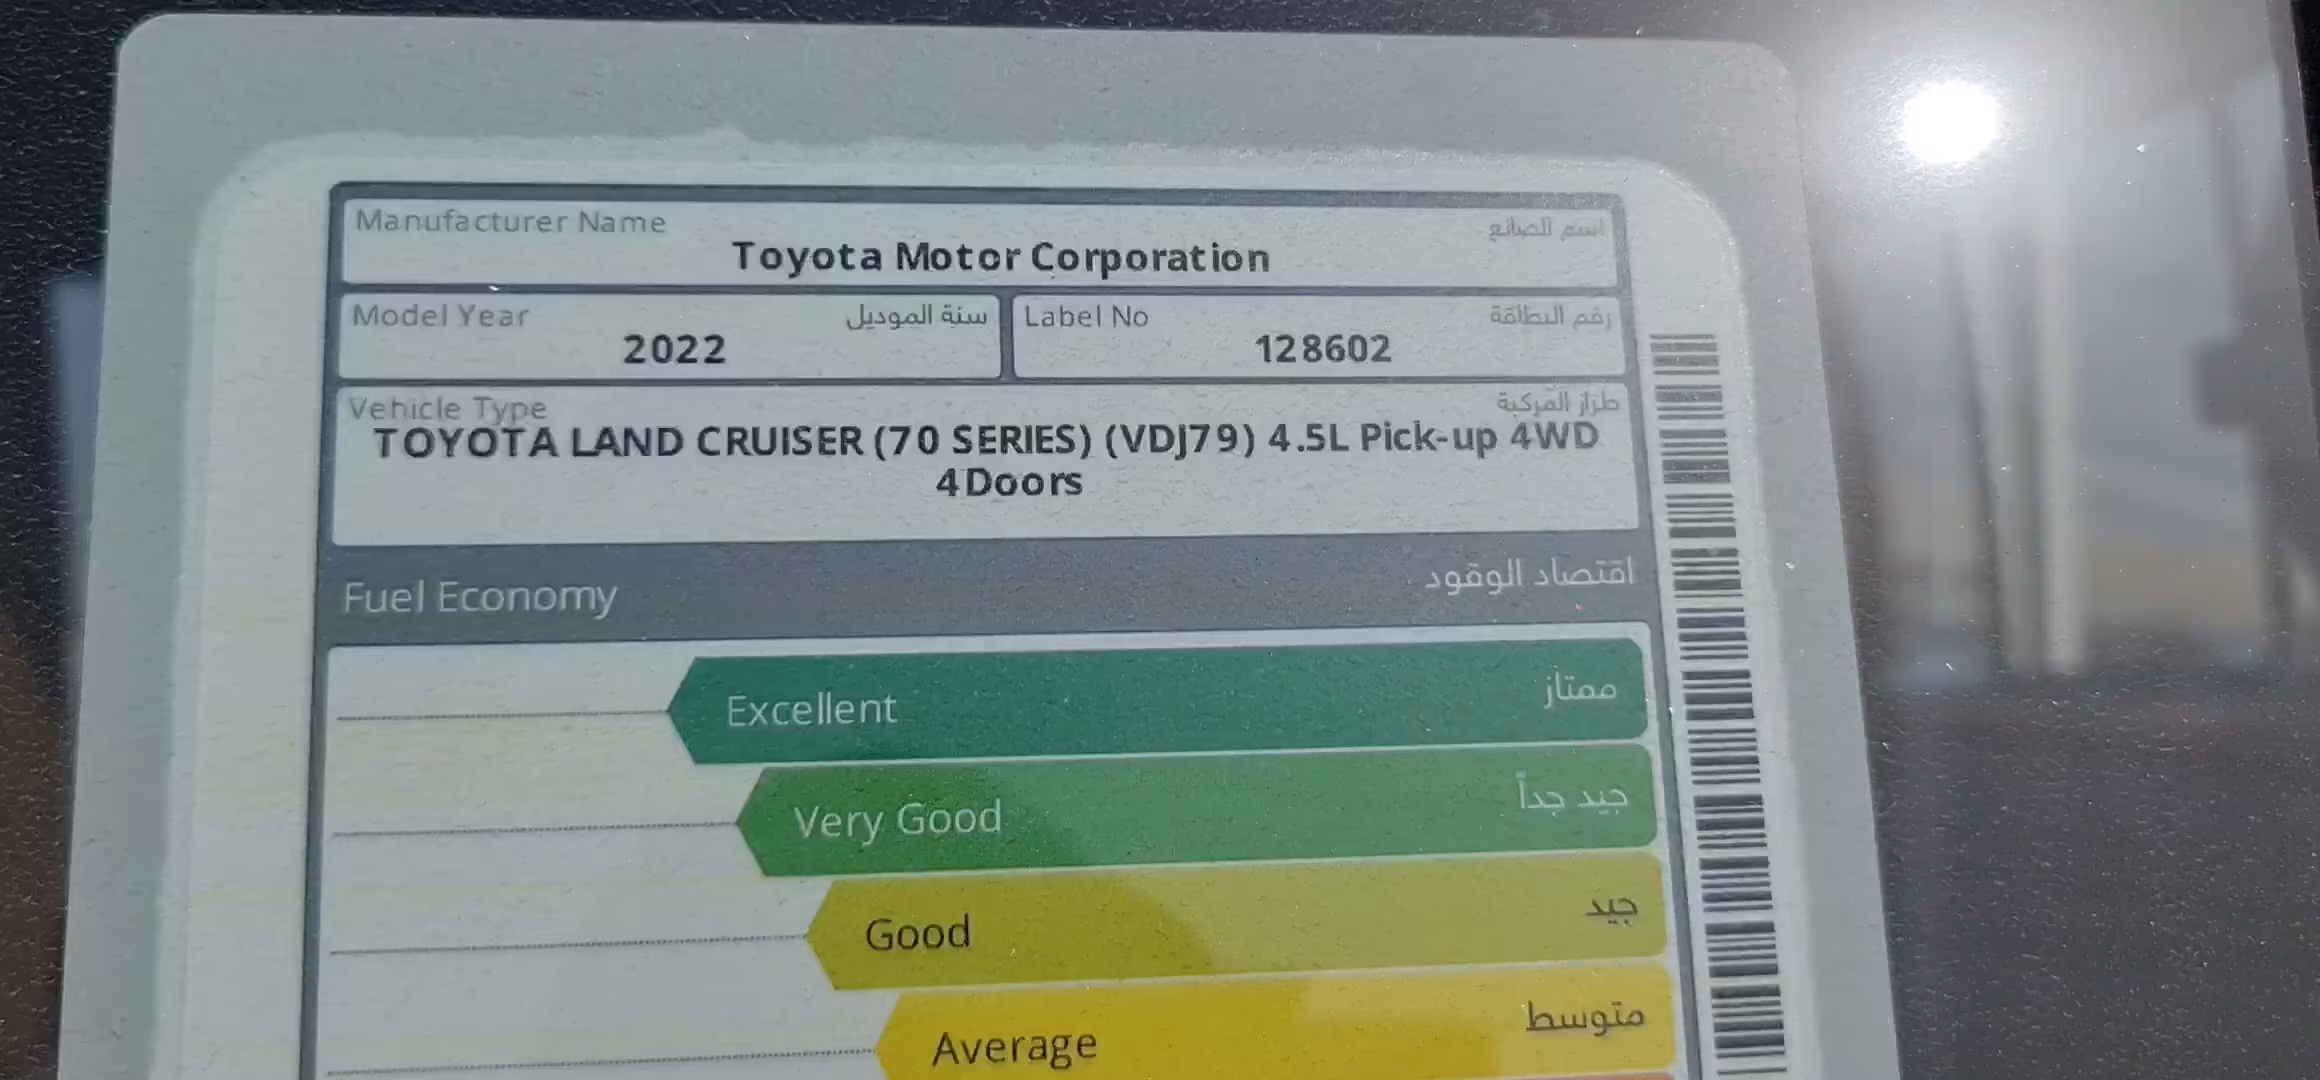 Manufacturer Name اسم الصانع
Toyota Motor Corporation
Model Year سنة الموديل
2022
Label No رقم البطاقة
128602
Vehicle Type طراز المركبة
TOYOTA LAND CRUISER (70 SERIES) (VDJ79) 4.5L Pick-up 4WD
4Doors
Fuel Economy اقتصاد الوقود
Excellent ممتاز
Very Good جيد جداً
Good جيد
Average متوسط